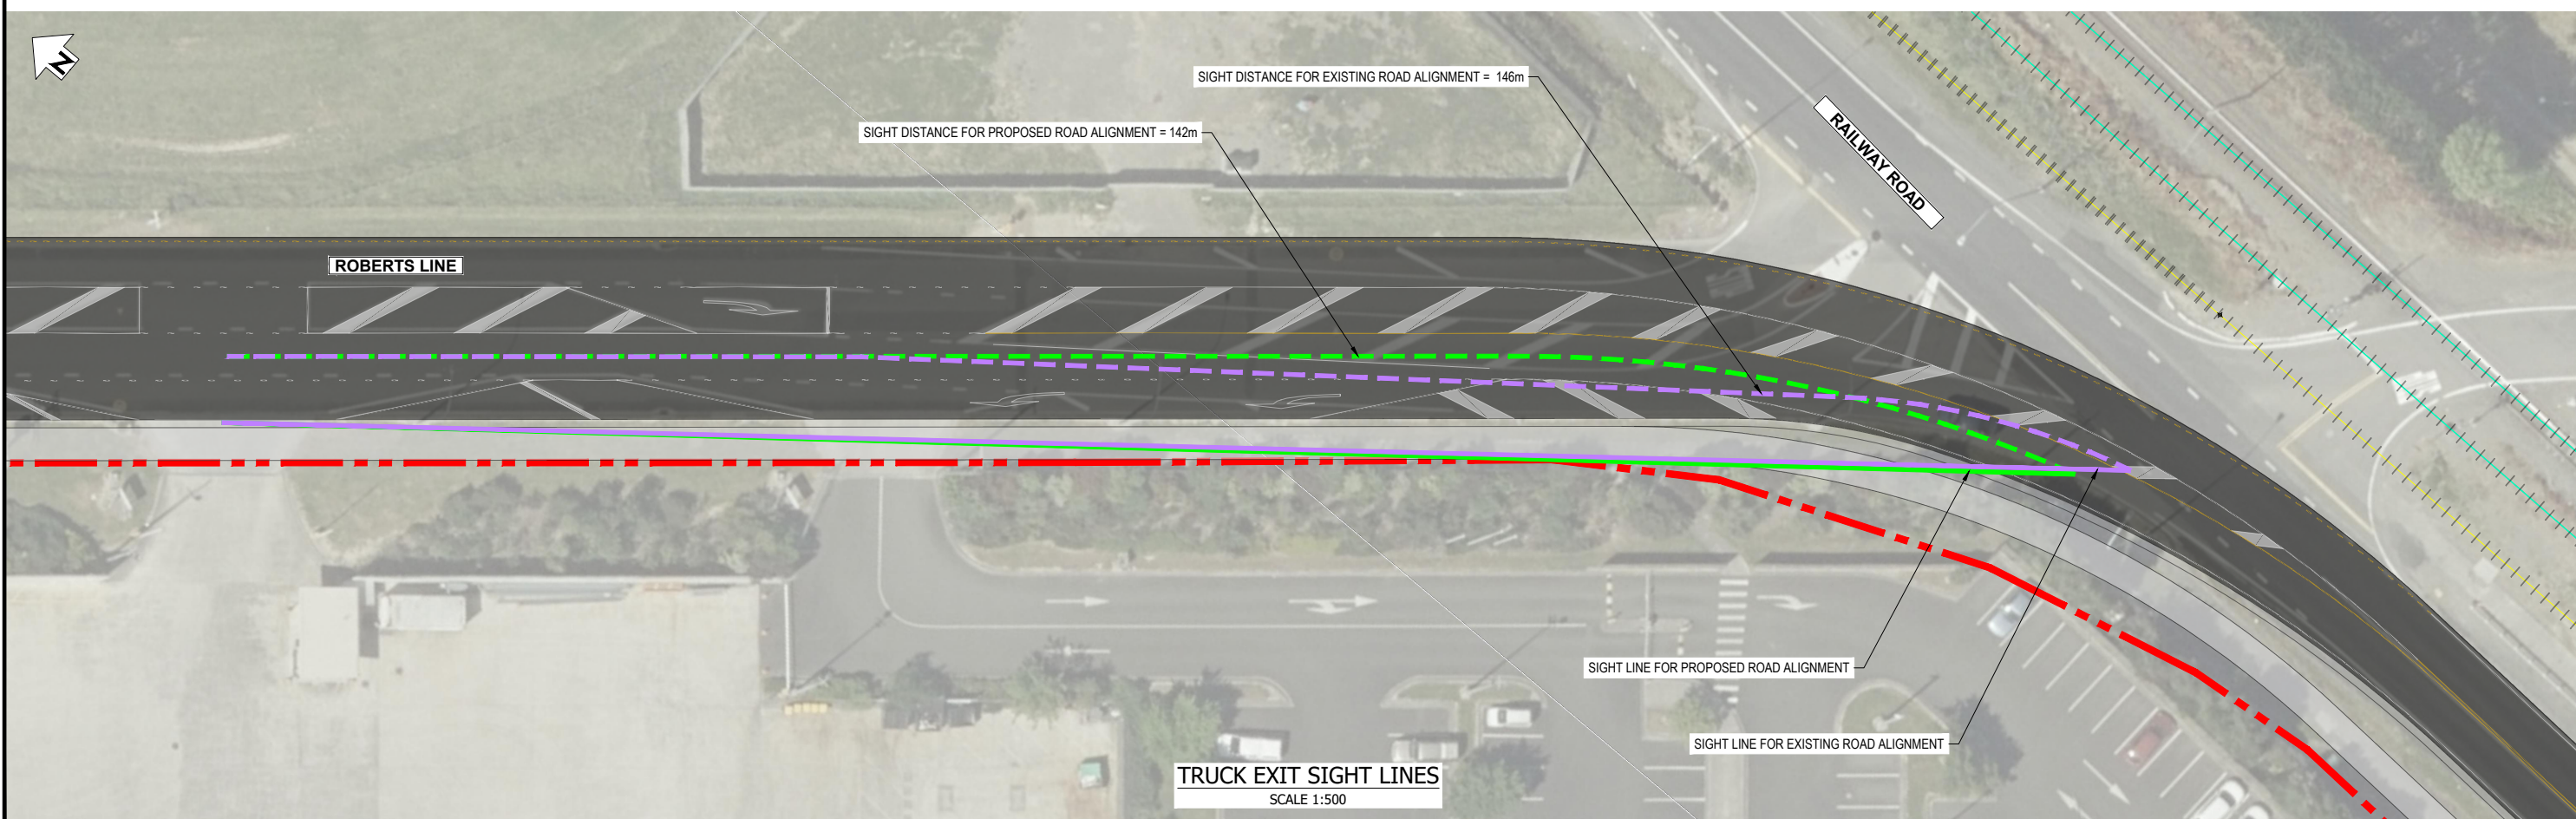 N
SIGHT DISTANCE FOR EXISTING ROAD ALIGNMENT = 146m
SIGHT DISTANCE FOR PROPOSED ROAD ALIGNMENT = 142m
RAILWAY ROAD
ROBERTS LINE
SIGHT LINE FOR PROPOSED ROAD ALIGNMENT
SIGHT LINE FOR EXISTING ROAD ALIGNMENT
TRUCK EXIT SIGHT LINES
SCALE 1:500